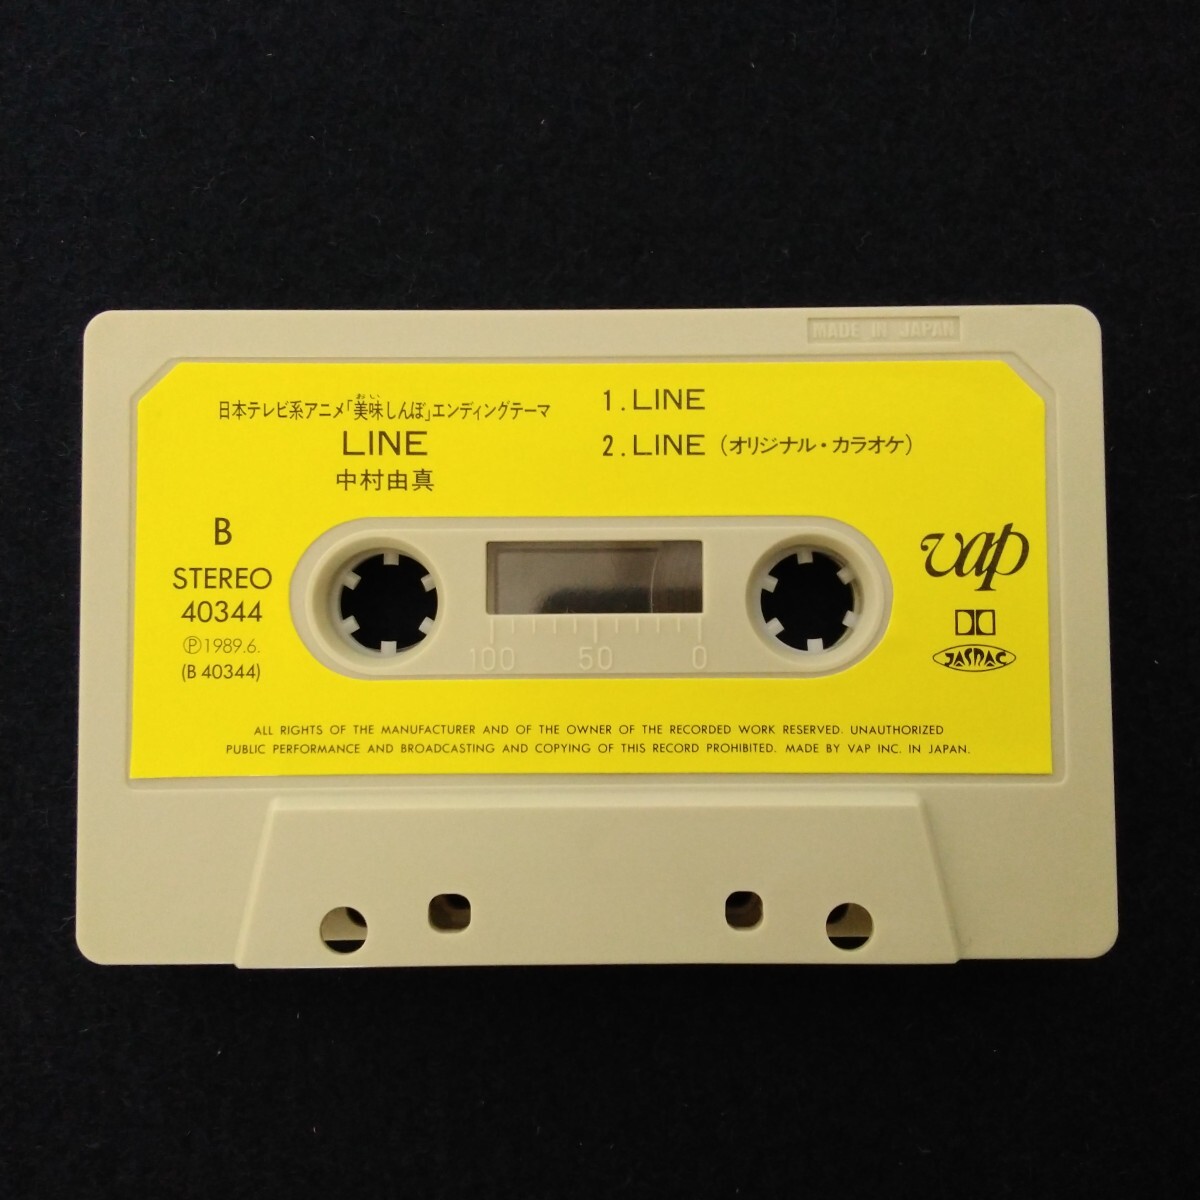 MADE IN JAPAN
日本テレビ系アニメ「美味しんぼ」エンディングテーマ
おい
LINE
中村由真
1. LINE
2. LINE (オリジナル・カラオケ)
B
STEREO
40344
Ⓟ1989.6.
(B 40344)
vap
JASRAC
100 50 0
ALL RIGHTS OF THE MANUFACTURER AND OF THE OWNER OF THE RECORDED WORK RESERVED. UNAUTHORIZED
PUBLIC PERFORMANCE AND BROADCASTING AND COPYING OF THIS RECORD PROHIBITED. MADE BY VAP INC. IN JAPAN.